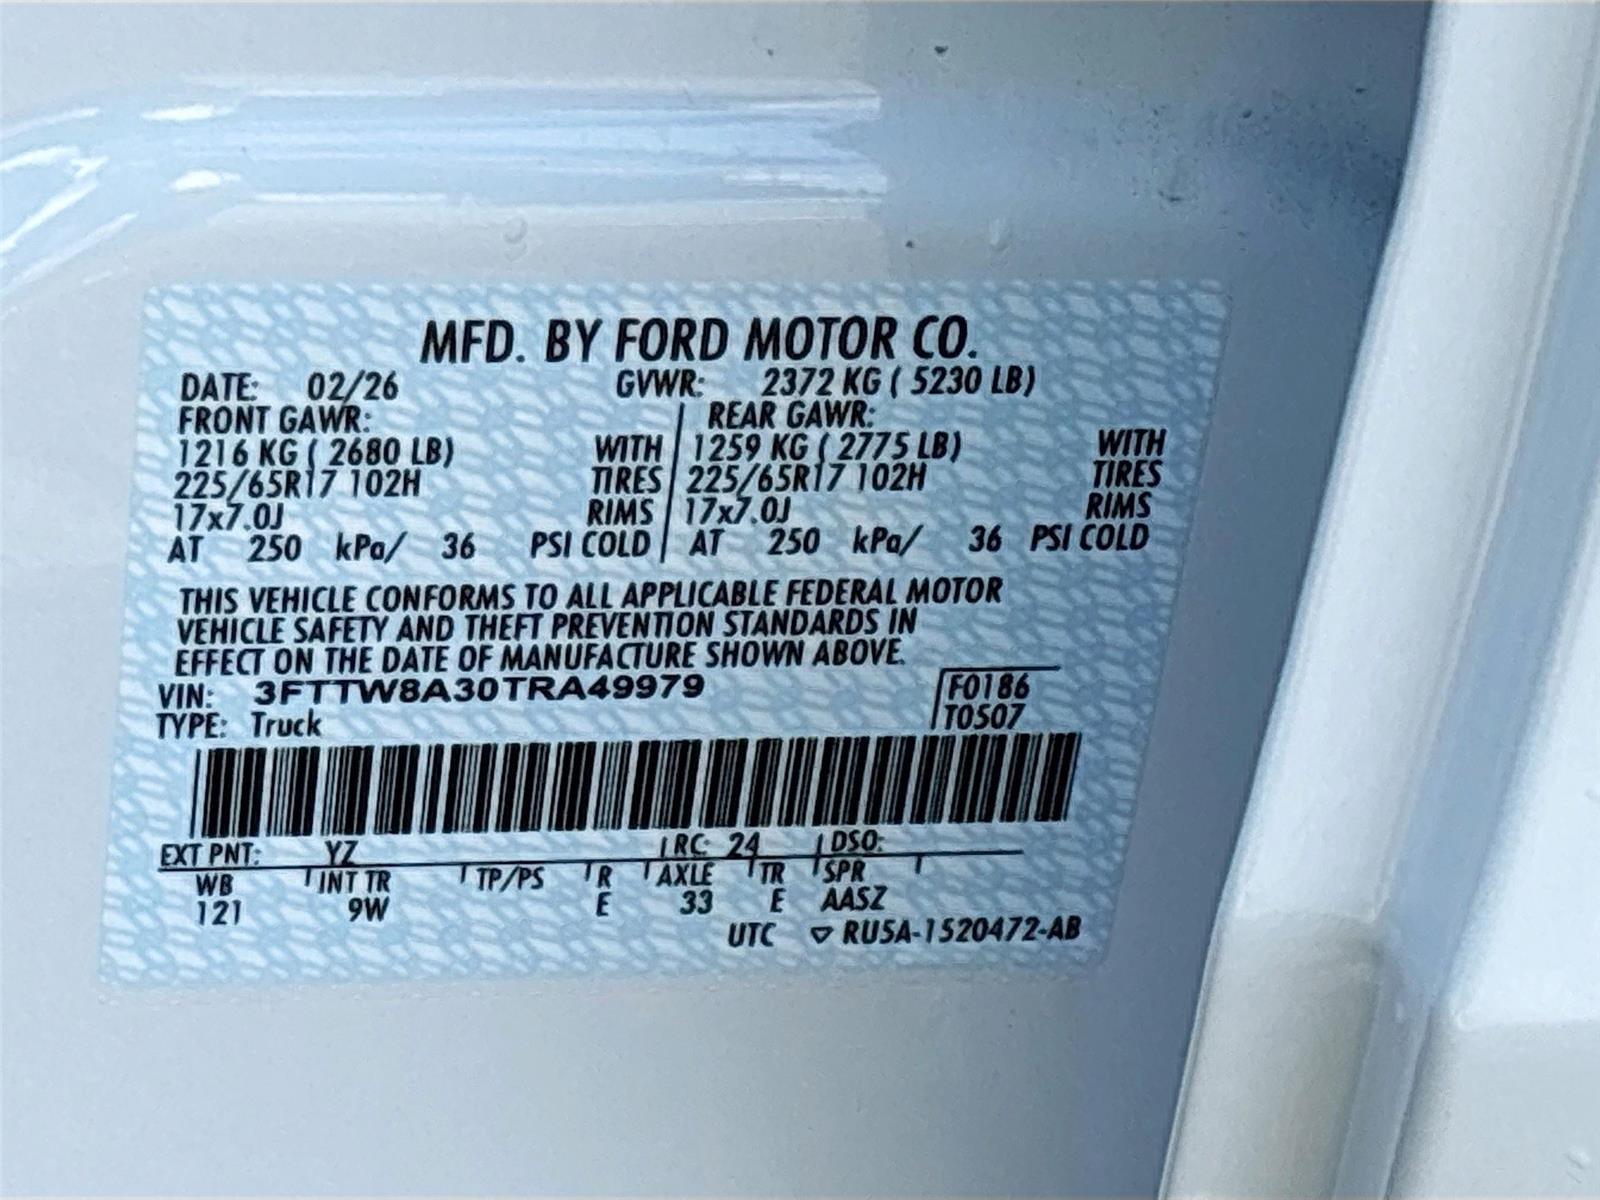 MFD. BY FORD MOTOR CO.
DATE: 02/26 GVWR: 2372 KG ( 5230 LB)
FRONT GAWR: REAR GAWR:
1216 KG ( 2680 LB) WITH 1259 KG ( 2775 LB) WITH
225/65R17 102H TIRES 225/65R17 102H TIRES
17x7.0J RIMS 17x7.0J RIMS
AT 250 kPa/ 36 PSI COLD AT 250 kPa/ 36 PSI COLD
THIS VEHICLE CONFORMS TO ALL APPLICABLE FEDERAL MOTOR
VEHICLE SAFETY AND THEFT PREVENTION STANDARDS IN
EFFECT ON THE DATE OF MANUFACTURE SHOWN ABOVE.
VIN: 3FTTW8A30TRA49979 F0186
TYPE: Truck T0507
EXT PNT: YZ RC: 24 DSO:
WB INT TR TP/PS R AXLE TR SPR
121 9W E 33 E AASZ
UTC ▽ RU5A-1520472-AB